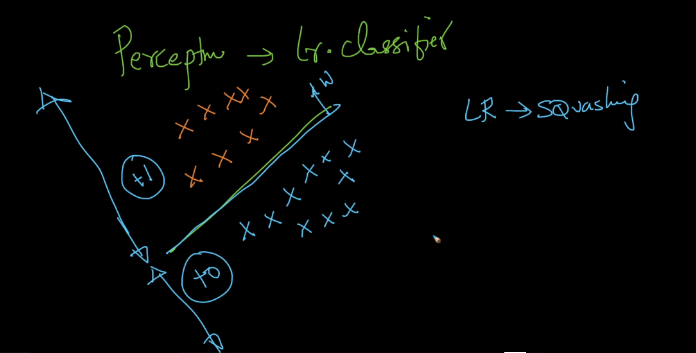 Perceptron → Lr. classifier
W
LR → SQuashing
+1
+0